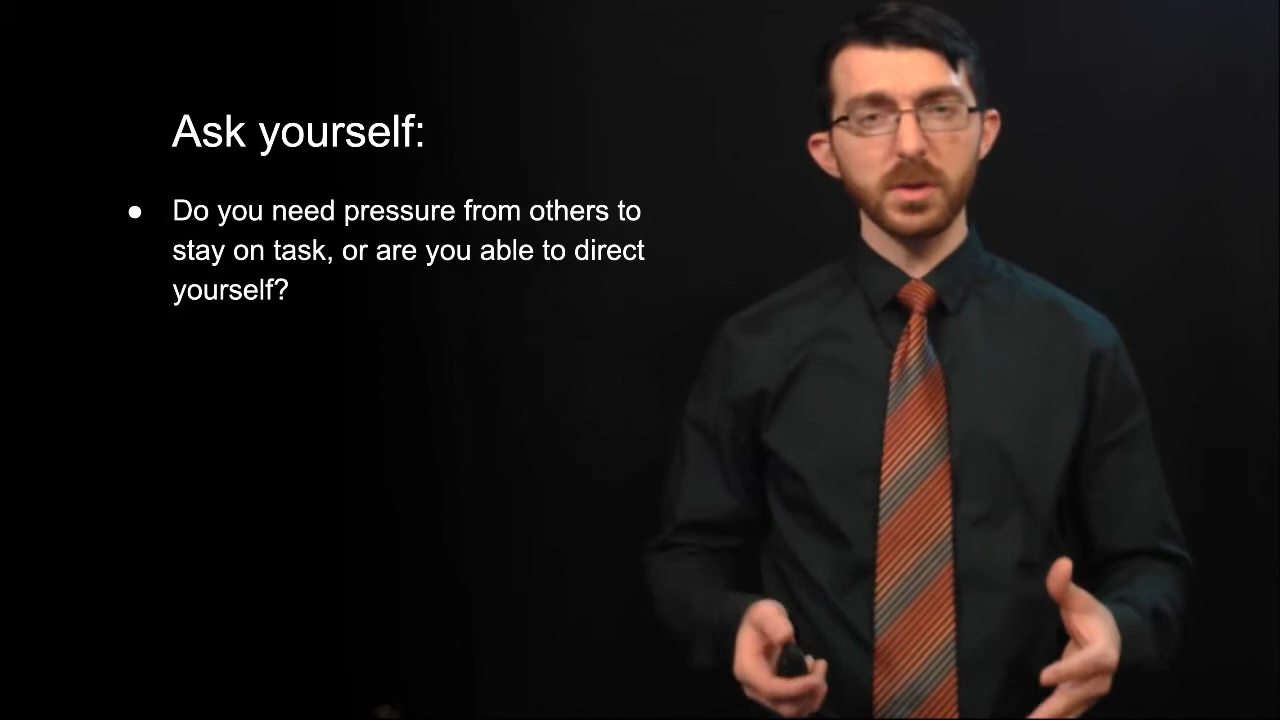 Ask yourself:
● Do you need pressure from others to
stay on task, or are you able to direct
yourself?